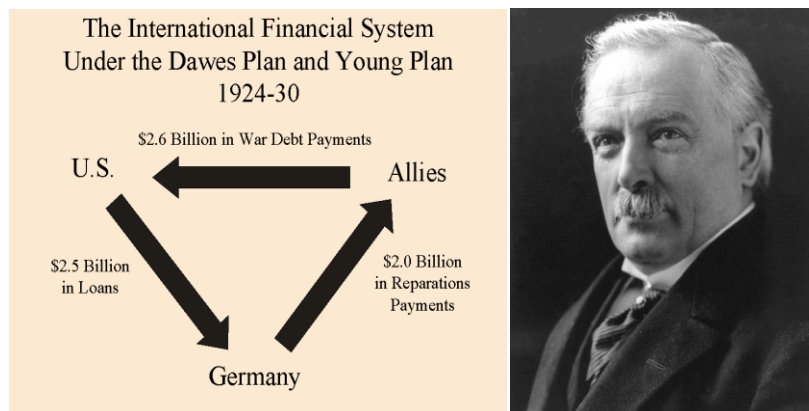 The International Financial System
Under the Dawes Plan and Young Plan
1924-30
$2.6 Billion in War Debt Payments
U.S.
Allies
$2.5 Billion
in Loans
$2.0 Billion
in Reparations
Payments
Germany